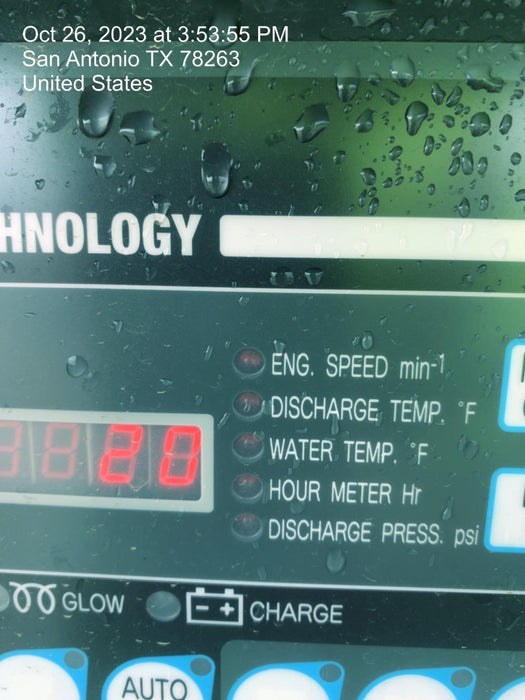 Oct 26, 2023 at 3:53:55 PM
San Antonio TX 78263
United States
HNOLOGY
ENG. SPEED min-1
DISCHARGE TEMP. °F
WATER TEMP. °F
20
HOUR METER Hr
DISCHARGE PRESS. psi
GLOW
- +
CHARGE
AUTO